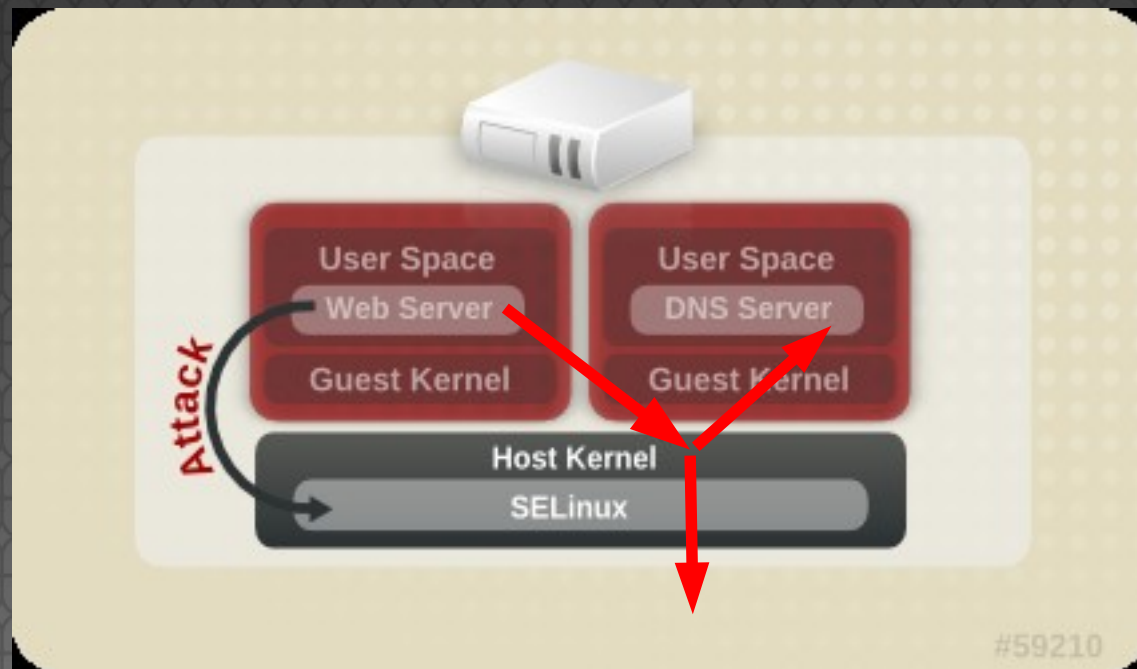 User Space
Web Server
Guest Kernel
User Space
DNS Server
Guest Kernel
Attack
Host Kernel
SELinux
#59210